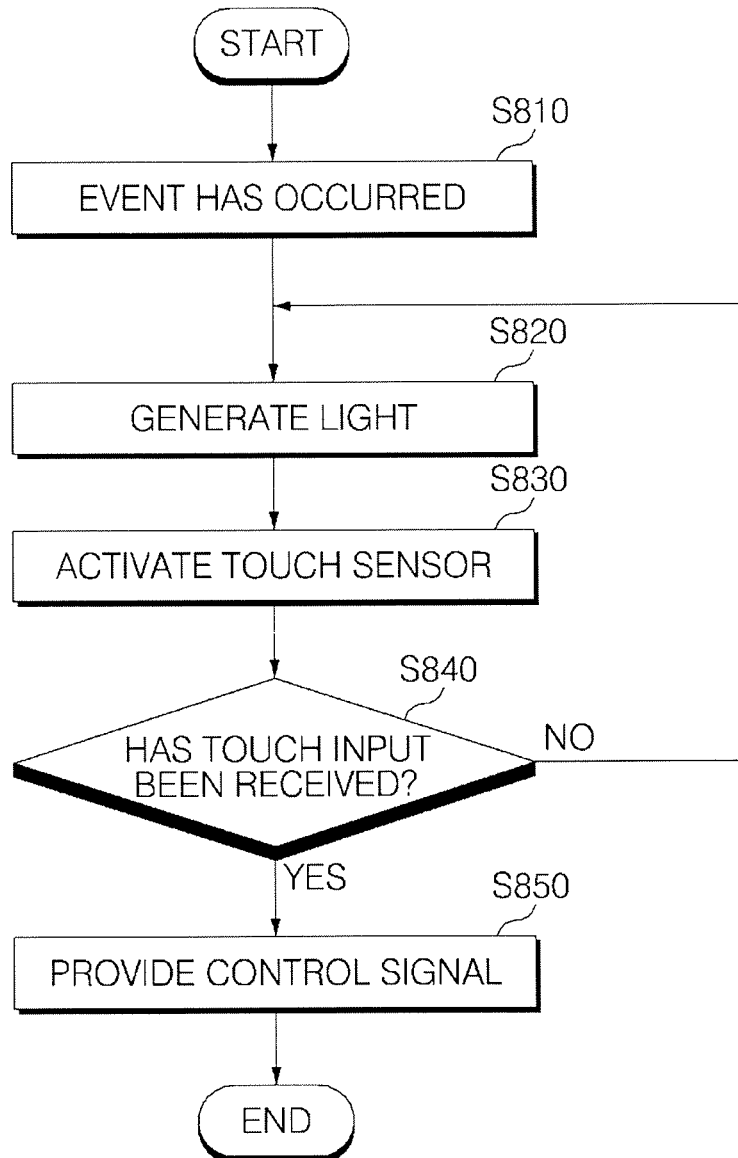 START
S810
EVENT HAS OCCURRED
S820
GENERATE LIGHT
S830
ACTIVATE TOUCH SENSOR
S840
HAS TOUCH INPUT
BEEN RECEIVED?
NO
YES
S850
PROVIDE CONTROL SIGNAL
END